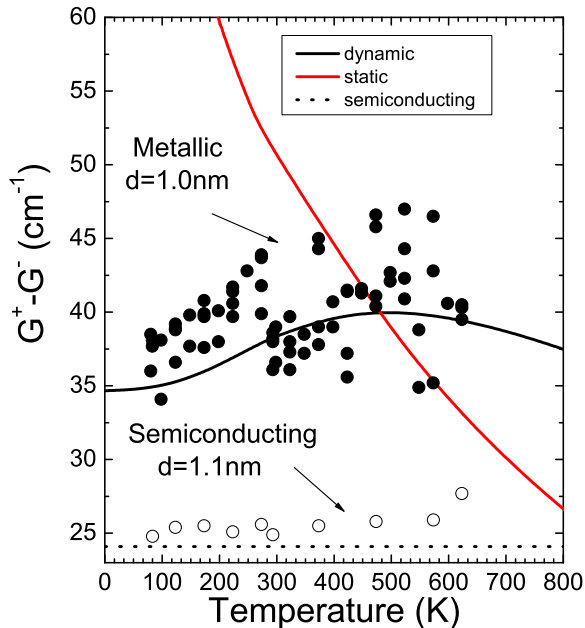 60
55
50
45
40
35
30
25
G+-G- (cm-1)
dynamic
static
semiconducting
Metallic
d=1.0nm
Semiconducting
d=1.1nm
0 100 200 300 400 500 600 700 800
Temperature (K)